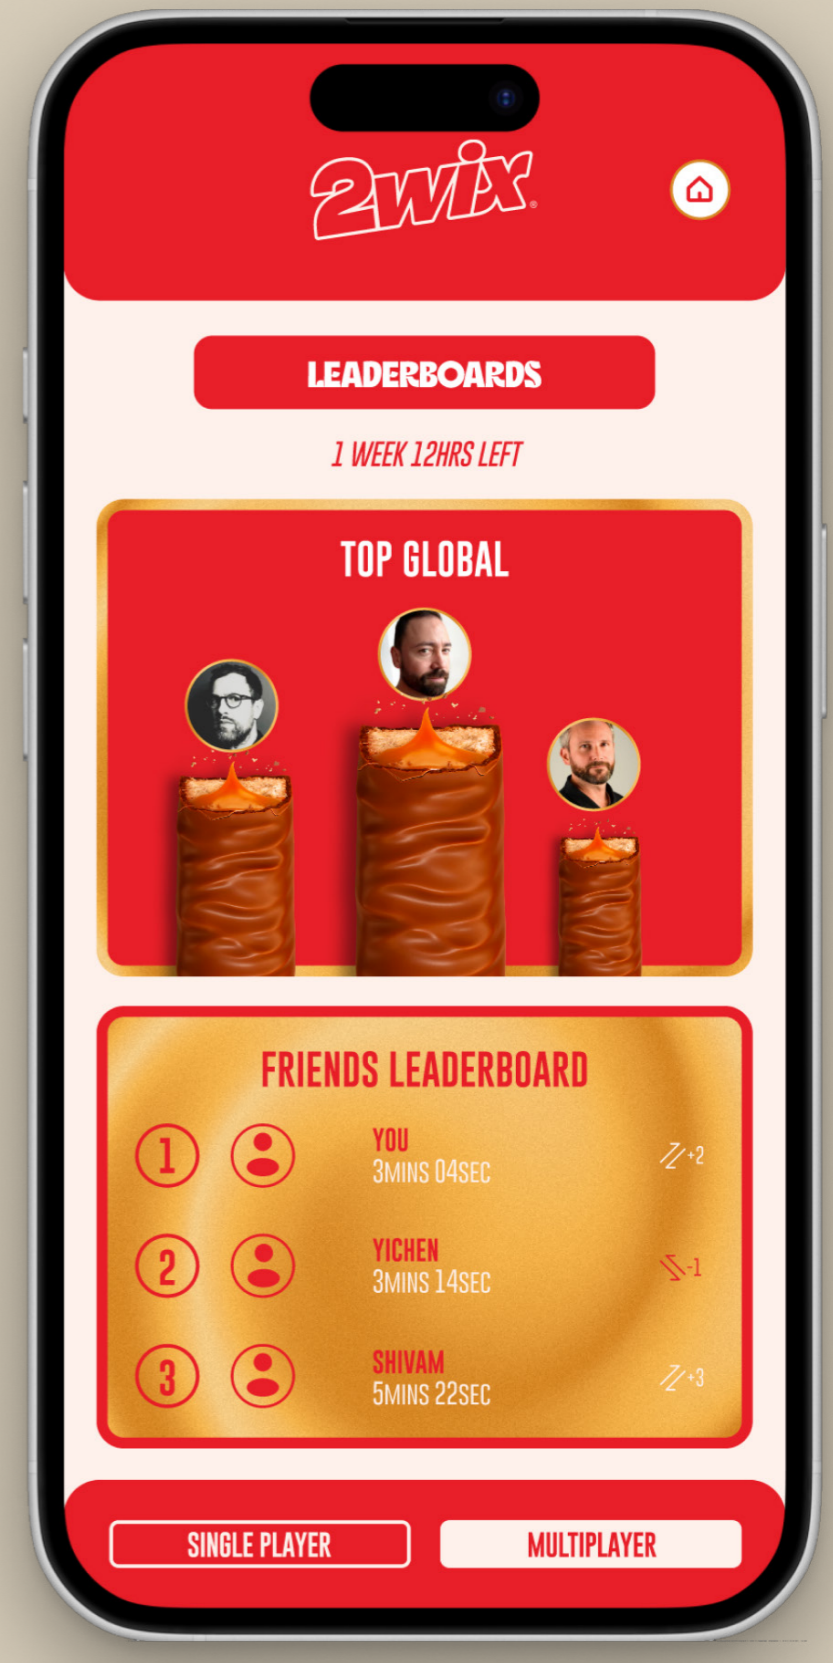 2wix®
LEADERBOARDS
1 WEEK 12HRS LEFT
TOP GLOBAL
FRIENDS LEADERBOARD
1
YOU
3MINS 04SEC
+2
2
YICHEN
3MINS 14SEC
-1
3
SHIVAM
5MINS 22SEC
+3
SINGLE PLAYER
MULTIPLAYER